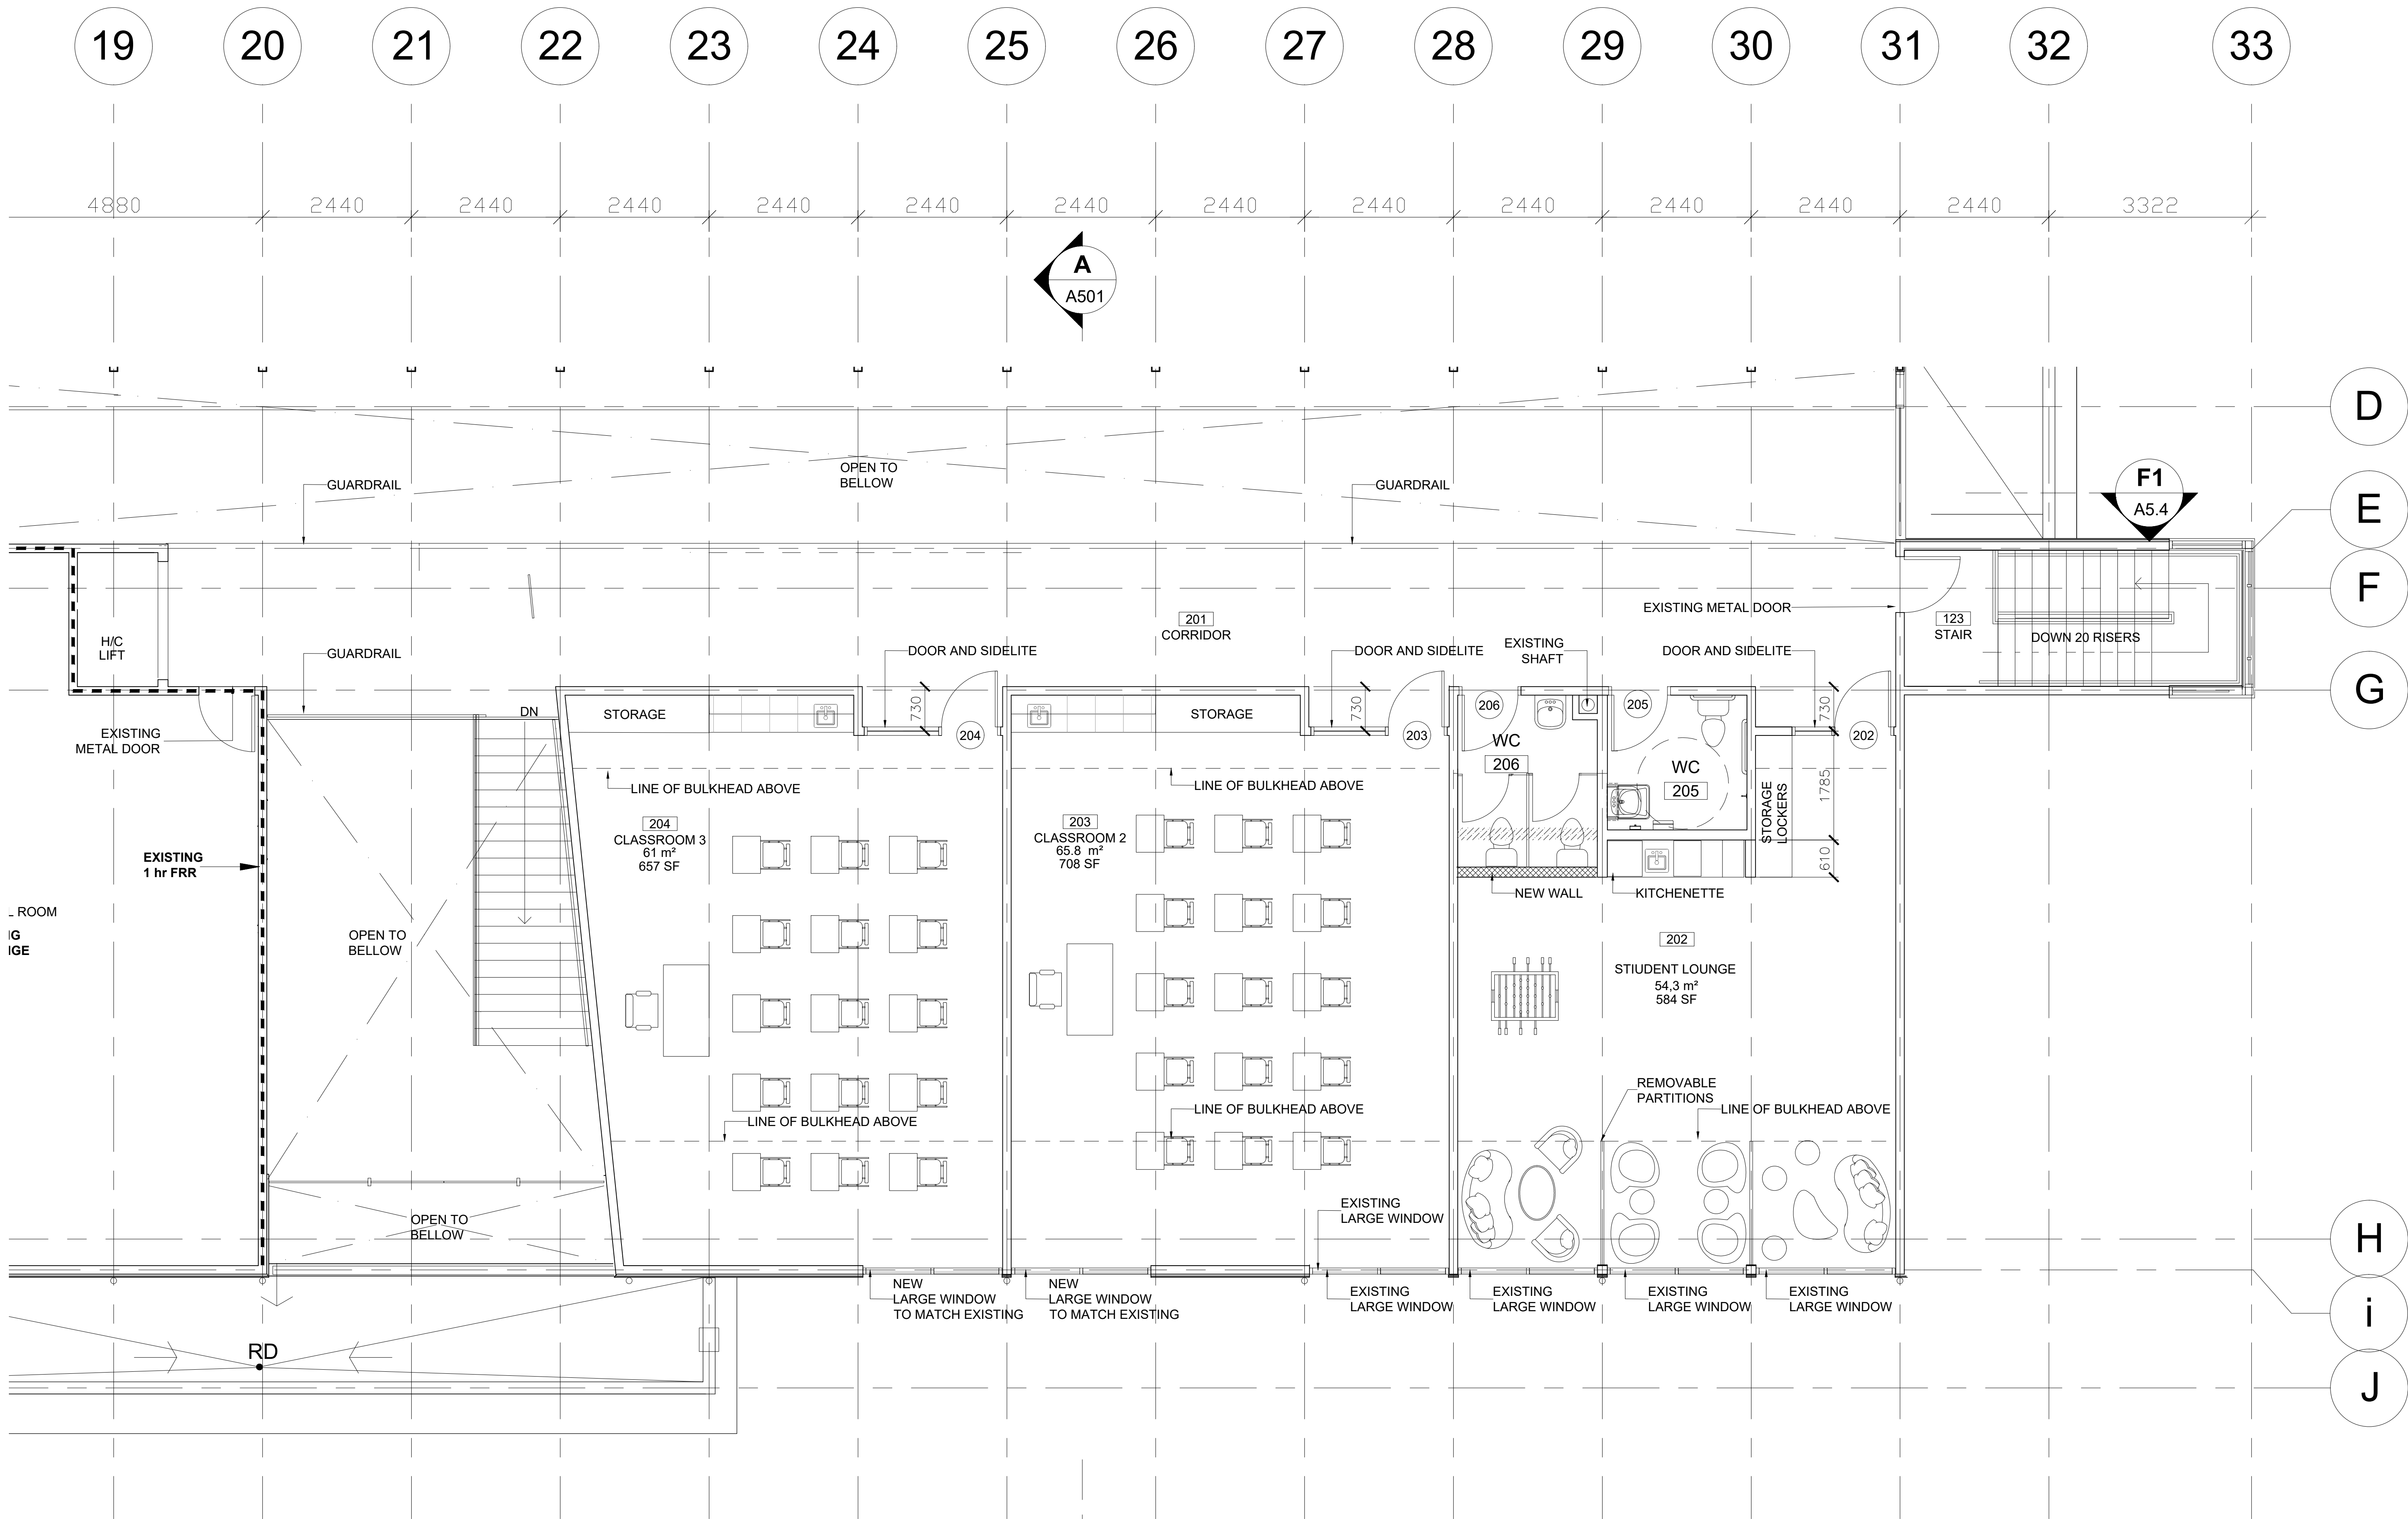 19
20
21
22
23
24
25
26
27
28
29
30
31
32
33
4880
2440
2440
2440
2440
2440
2440
2440
2440
2440
2440
2440
2440
3322
A
A501
D
OPEN TO
BELLOW
GUARDRAIL
GUARDRAIL
F1
A5.4
E
F
EXISTING METAL DOOR
201
CORRIDOR
123
STAIR
DOWN 20 RISERS
H/C
LIFT
GUARDRAIL
DOOR AND SIDELITE
DOOR AND SIDELITE
EXISTING
SHAFT
DOOR AND SIDELITE
G
DN
STORAGE
730
204
STORAGE
730
203
206
205
730
202
EXISTING
METAL DOOR
WC
206
WC
205
LINE OF BULKHEAD ABOVE
LINE OF BULKHEAD ABOVE
STORAGE
LOCKERS
1785
610
204
CLASSROOM 3
61 m²
657 SF
203
CLASSROOM 2
65.8 m²
708 SF
EXISTING
1 hr FRR
NEW WALL
KITCHENETTE
L ROOM
IG
IGE
OPEN TO
BELLOW
202
STIUDENT LOUNGE
54,3 m²
584 SF
REMOVABLE
PARTITIONS
LINE OF BULKHEAD ABOVE
LINE OF BULKHEAD ABOVE
LINE OF BULKHEAD ABOVE
OPEN TO
BELLOW
EXISTING
LARGE WINDOW
H
NEW
LARGE WINDOW
TO MATCH EXISTING
NEW
LARGE WINDOW
TO MATCH EXISTING
EXISTING
LARGE WINDOW
EXISTING
LARGE WINDOW
EXISTING
LARGE WINDOW
EXISTING
LARGE WINDOW
i
RD
J